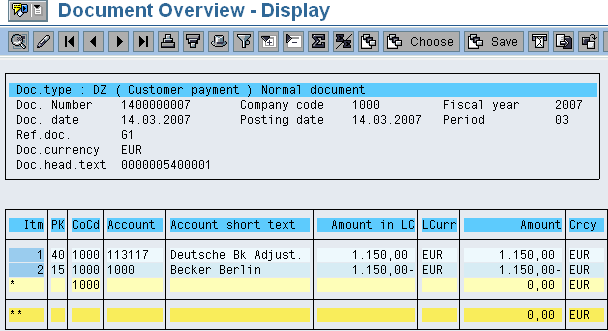 Document Overview - Display
Choose Save
Doc.type : DZ ( Customer payment ) Normal document
Doc. Number 1400000007 Company code 1000 Fiscal year 2007
Doc. date 14.03.2007 Posting date 14.03.2007 Period 03
Ref.doc. G1
Doc.currency EUR
Doc.head.text 0000005400001
Itm PK CoCd Account Account short text Amount in LC LCurr Amount Crcy
1 40 1000 113117 Deutsche Bk Adjust. 1.150,00 EUR 1.150,00 EUR
2 15 1000 1000 Becker Berlin 1.150,00- EUR 1.150,00- EUR
* 1000 0,00 EUR
** 0,00 EUR